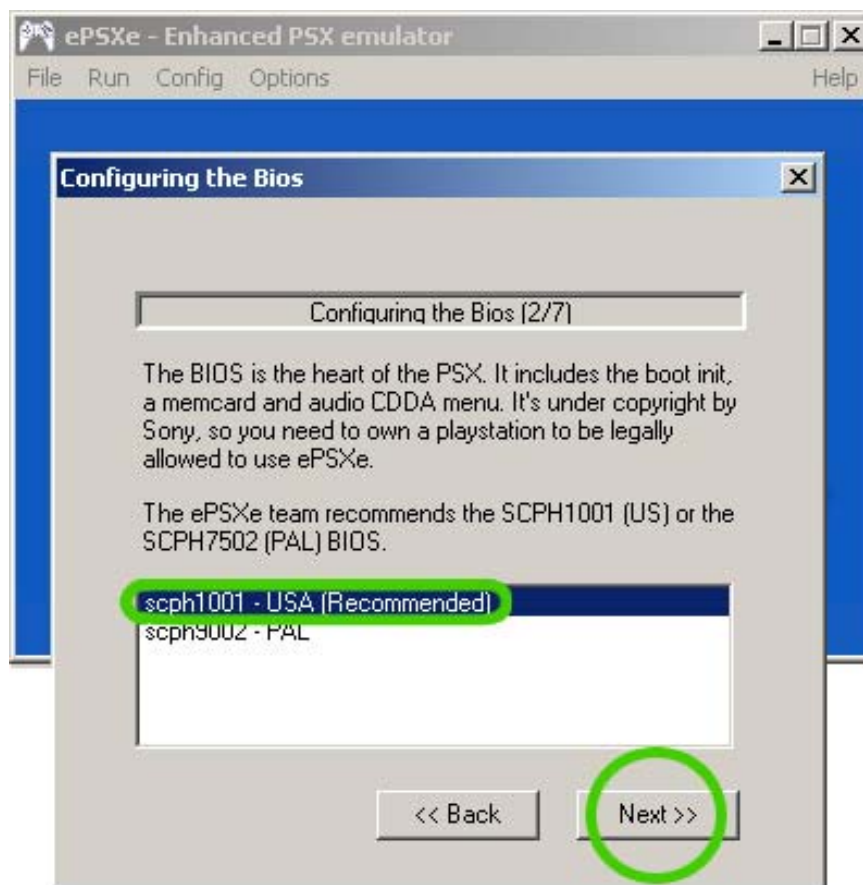 ePSXe - Enhanced PSX emulator
File Run Config Options Help
Configuring the Bios
Configuring the Bios (2/7)
The BIOS is the heart of the PSX. It includes the boot init,
a memcard and audio CDDA menu. It's under copyright by
Sony, so you need to own a playstation to be legally
allowed to use ePSXe.
The ePSXe team recommends the SCPH1001 (US) or the
SCPH7502 (PAL) BIOS.
scph1001 - USA (Recommended)
scph9002 - PAL
<< Back Next >>